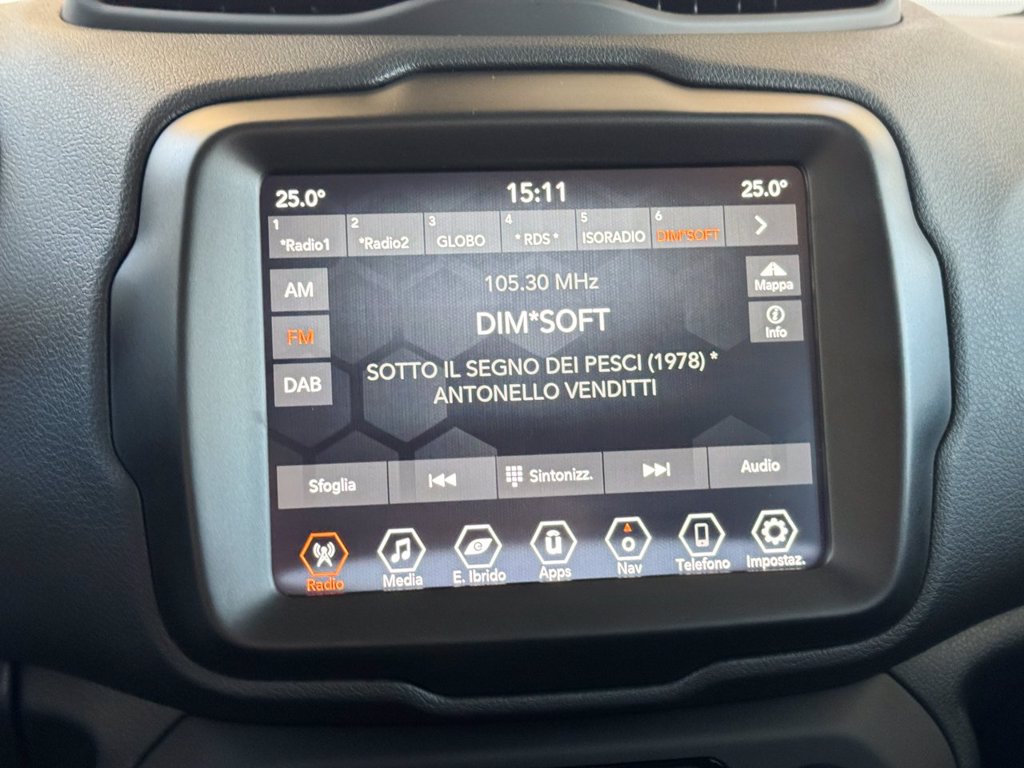 25.0° 15:11 25.0°
1 *Radio1 2 *Radio2 3 GLOBO 4 * RDS * 5 ISORADIO 6 DIM*SOFT
AM
FM
DAB
105.30 MHz
DIM*SOFT
SOTTO IL SEGNO DEI PESCI (1978) *
ANTONELLO VENDITTI
Mappa
Info
Sfoglia Sintonizz. Audio
Radio Media E. Ibrido Apps Nav Telefono Impostaz.